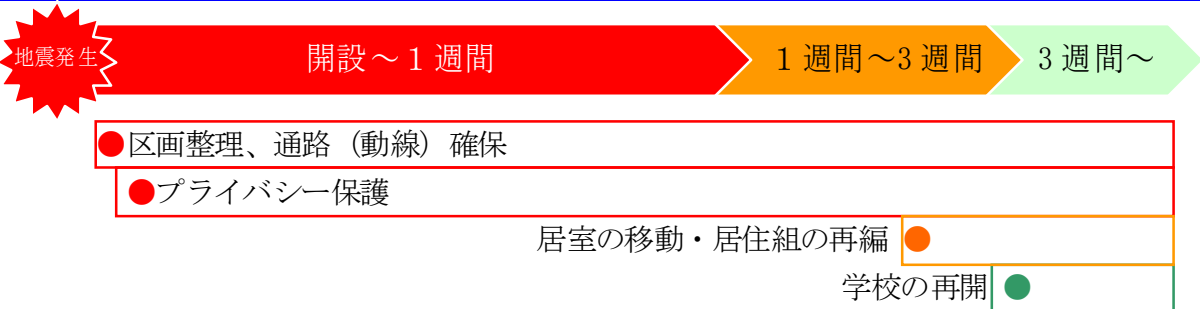 地震発生 開設～１週間 １週間～3週間 3週間～
●区画整理、通路（動線）確保
●プライバシー保護
居室の移動・居住組の再編 ●
学校の再開 ●